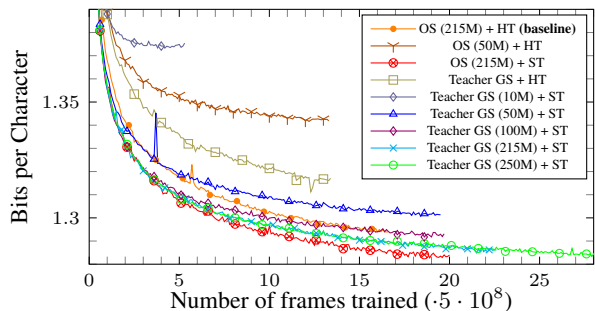 Bits per Character
1.35
1.3
OS (215M) + HT (baseline)
OS (50M) + HT
OS (215M) + ST
Teacher GS + HT
Teacher GS (10M) + ST
Teacher GS (50M) + ST
Teacher GS (100M) + ST
Teacher GS (215M) + ST
Teacher GS (250M) + ST
0 5 10 15 20 25
Number of frames trained (·5 · 10⁸)